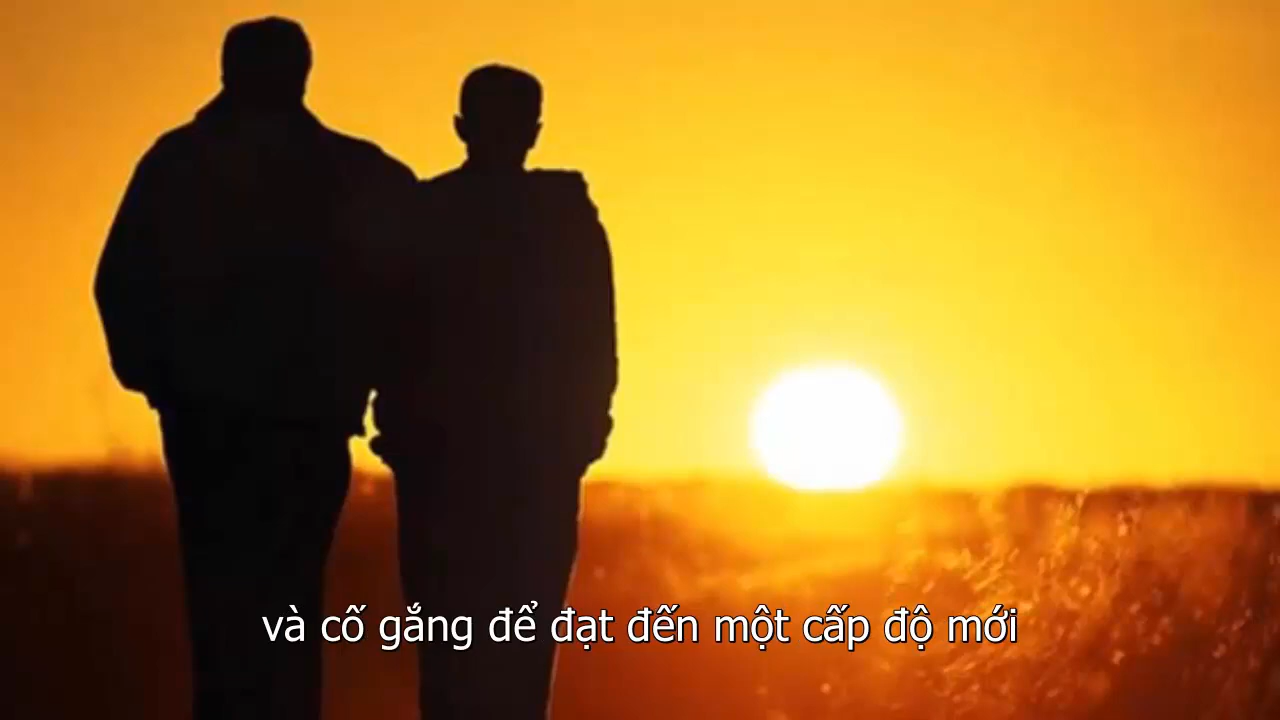 và cố gắng để đạt đến một cấp độ mới